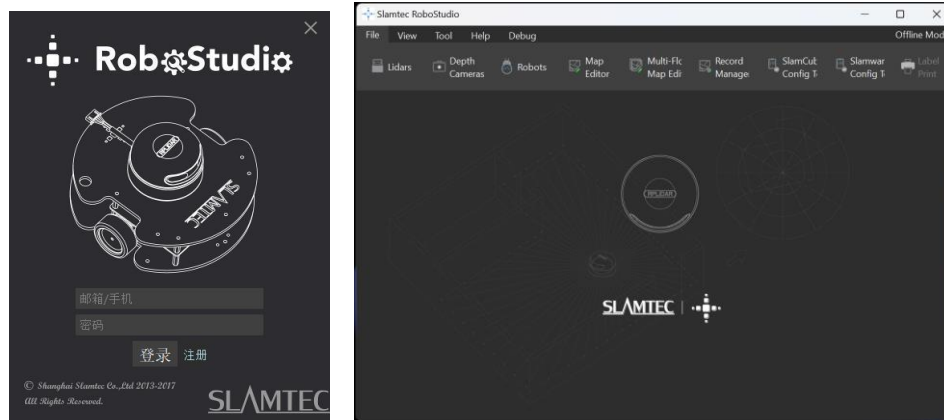 RoboStudio
RPLIDAR
SLAMTEC
邮箱/手机
密码
登录 注册
© Shanghai Slamtec Co.,Ltd 2013-2017
All Rights Reserved.
SLAMTEC
Slamtec RoboStudio
File View Tool Help Debug Offline Mod
Lidars Depth Cameras Robots Map Editor Multi-Flc Map Edi Record Manage SlamCub Config T Slamwar Config T Label Print
RPLIDAR
SLAMTEC